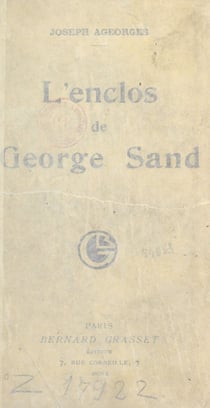 JOSEPH AGEORGES
L'enclos
de
George Sand
PARIS
BERNARD GRASSET
ÉDITEUR
7, RUE CORNEILLE, 7
Z 17922